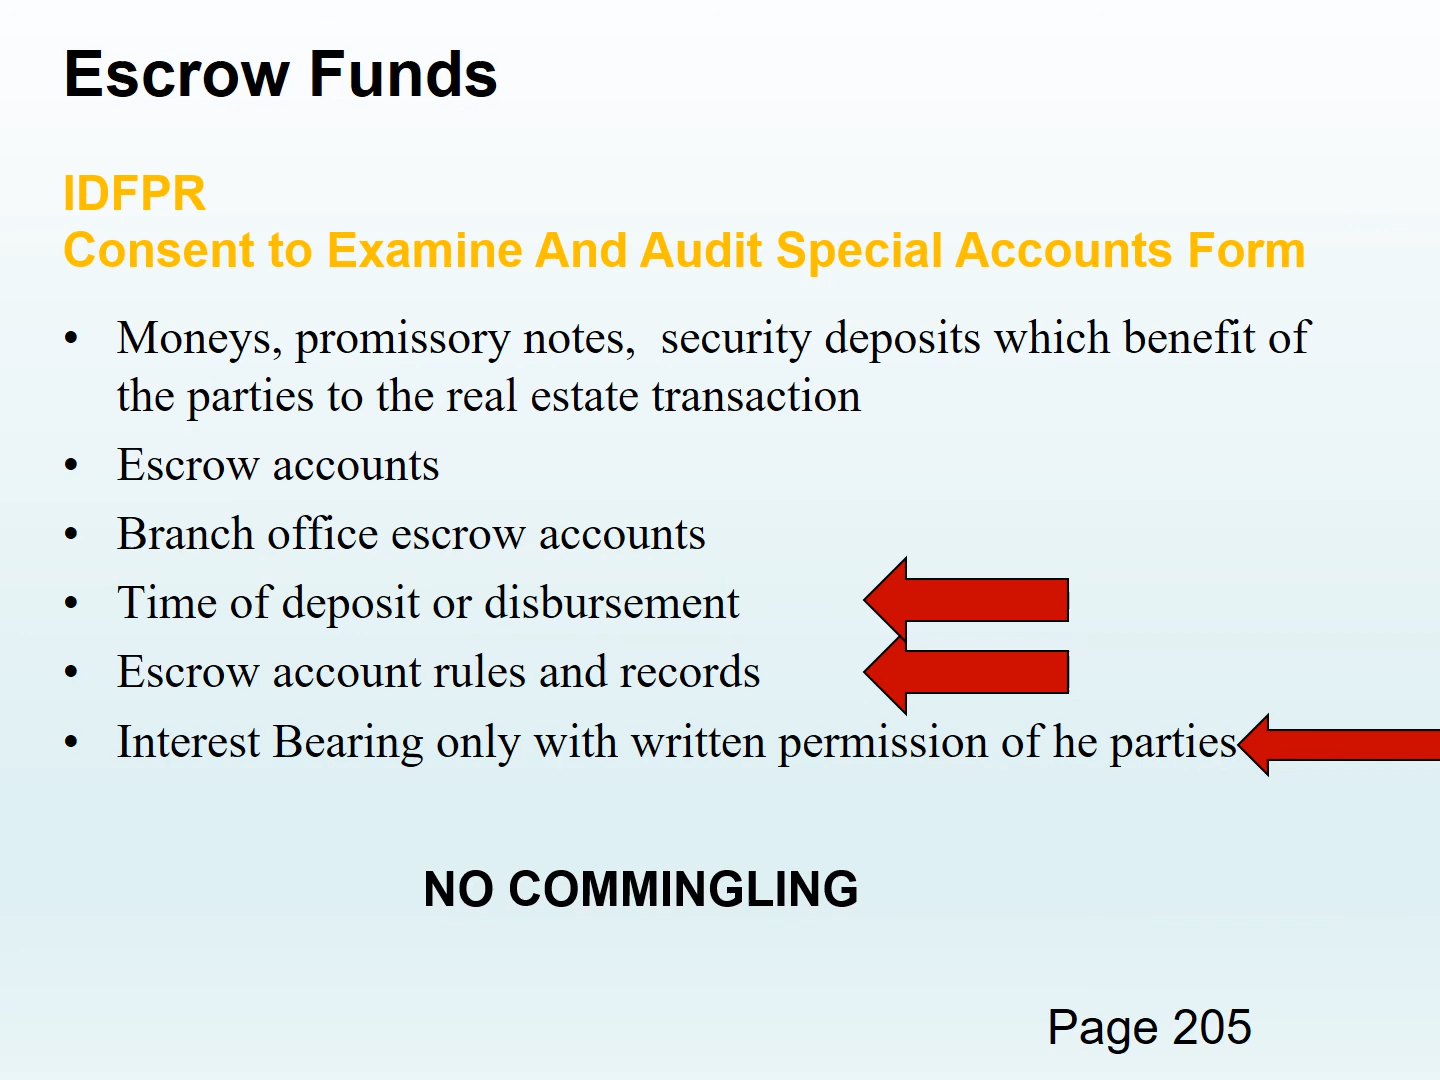 Escrow Funds
IDFPR
Consent to Examine And Audit Special Accounts Form
• Moneys, promissory notes,  security deposits which benefit of
the parties to the real estate transaction
• Escrow accounts
• Branch office escrow accounts
• Time of deposit or disbursement
• Escrow account rules and records
• Interest Bearing only with written permission of he parties
NO COMMINGLING
Page 205